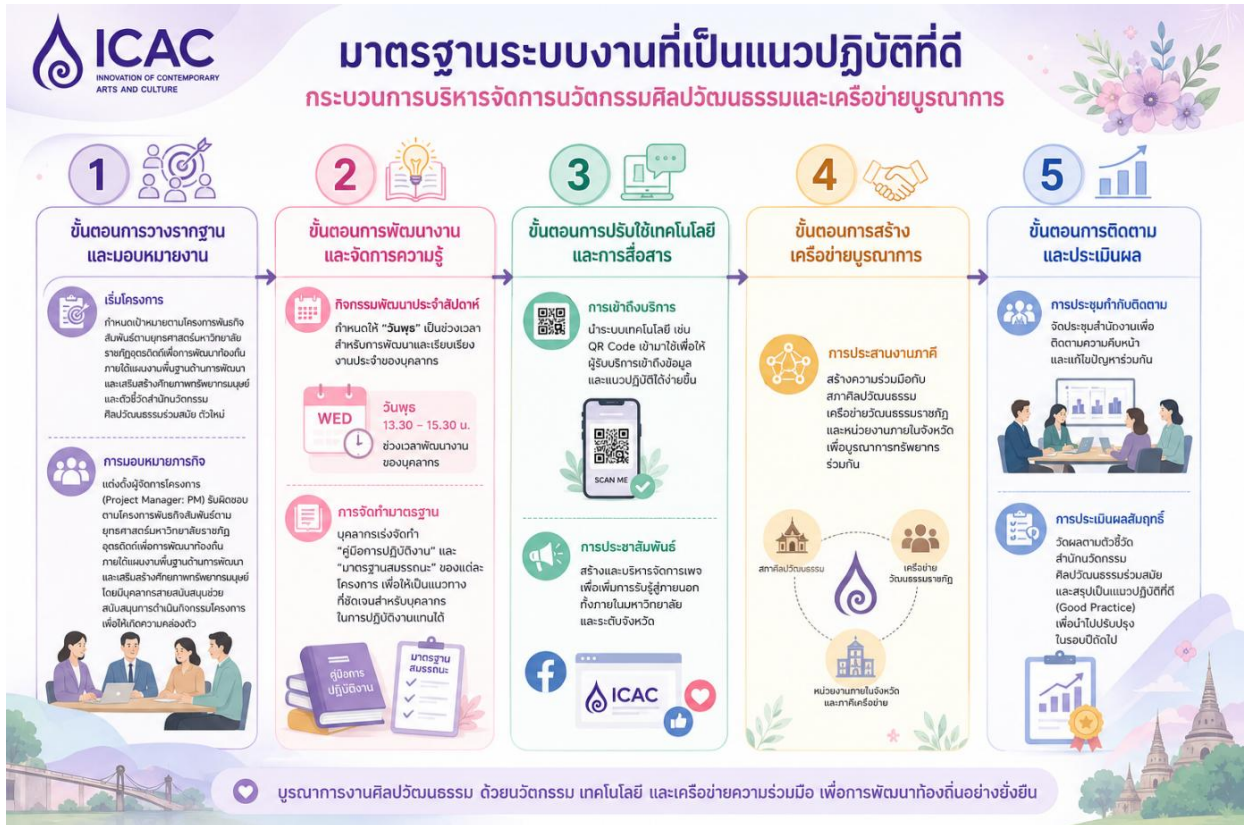 ICAC
INNOVATION OF CONTEMPORARY
ARTS AND CULTURE
มาตรฐานระบบงานที่เป็นแนวปฏิบัติที่ดี
กระบวนการบริหารจัดการนวัตกรรมศิลปวัฒนธรรมและเครือข่ายบูรณาการ
1
ขั้นตอนการวางรากฐาน
และมอบหมายงาน
เริ่มโครงการ
กำหนดเป้าหมายตามโครงการพันธกิจ
สัมพันธ์ตามยุทธศาสตร์มหาวิทยาลัย
ราชภัฏอุตรดิตถ์เพื่อการพัฒนาท้องถิ่น
ภายใต้แผนงานพื้นฐานด้านการพัฒนา
และเสริมสร้างศักยภาพทรัพยากรมนุษย์
และตัวชี้วัดสำนักนวัตกรรม
ศิลปวัฒนธรรมร่วมสมัย ตัวใหม่
การมอบหมายภารกิจ
แต่งตั้งผู้จัดการโครงการ
(Project Manager: PM) รับผิดชอบ
ตามโครงการพันธกิจสัมพันธ์ตาม
ยุทธศาสตร์มหาวิทยาลัยราชภัฏ
อุตรดิตถ์เพื่อการพัฒนาท้องถิ่น
ภายใต้แผนงานพื้นฐานด้านการพัฒนา
และเสริมสร้างศักยภาพทรัพยากรมนุษย์
โดยมีบุคลากรสายสนับสนุนช่วย
สนับสนุนการดำเนินกิจกรรมโครงการ
เพื่อให้เกิดความคล่องตัว
2
ขั้นตอนการพัฒนางาน
และจัดการความรู้
กิจกรรมพัฒนาประจำสัปดาห์
กำหนดให้ "วันพุธ" เป็นช่วงเวลา
สำหรับการพัฒนาและเรียบเรียง
งานประจำของบุคลากร
WED
วันพุธ
13.30 – 15.30 น.
ช่วงเวลาพัฒนางาน
ของบุคลากร
การจัดทำมาตรฐาน
บุคลากรเร่งจัดทำ
"คู่มือการปฏิบัติงาน" และ
"มาตรฐานสมรรถนะ" ของแต่ละ
โครงการ เพื่อให้เป็นแนวทาง
ที่ชัดเจนสำหรับบุคลากร
ในการปฏิบัติงานแทนได้
คู่มือการ
ปฏิบัติงาน
มาตรฐาน
สมรรถนะ
3
ขั้นตอนการปรับใช้เทคโนโลยี
และการสื่อสาร
การเข้าถึงบริการ
นำระบบเทคโนโลยี เช่น
QR Code เข้ามาใช้เพื่อให้
ผู้รับบริการเข้าถึงข้อมูล
และแนวปฏิบัติได้ง่ายขึ้น
SCAN ME
การประชาสัมพันธ์
สร้างและบริหารจัดการเพจ
เพื่อเพิ่มการรับรู้สู่ภายนอก
ทั้งภายในมหาวิทยาลัย
และระดับจังหวัด
ICAC
4
ขั้นตอนการสร้าง
เครือข่ายบูรณาการ
การประสานงานภาคี
สร้างความร่วมมือกับ
สภาศิลปวัฒนธรรม
เครือข่ายวัฒนธรรมราชภัฏ
และหน่วยงานภายในจังหวัด
เพื่อบูรณาการทรัพยากร
ร่วมกัน
สภาศิลปวัฒนธรรม
เครือข่าย
วัฒนธรรมราชภัฏ
หน่วยงานภายในจังหวัด
และภาคีเครือข่าย
5
ขั้นตอนการติดตาม
และประเมินผล
การประชุมกำกับติดตาม
จัดประชุมสำนักงานเพื่อ
ติดตามความคืบหน้า
และแก้ไขปัญหาร่วมกัน
การประเมินผลสัมฤทธิ์
วัดผลตามตัวชี้วัด
สำนักนวัตกรรม
ศิลปวัฒนธรรมร่วมสมัย
และสรุปเป็นแนวปฏิบัติที่ดี
(Good Practice)
เพื่อนำไปปรับปรุง
ในรอบปีถัดไป
บูรณาการงานศิลปวัฒนธรรม ด้วยนวัตกรรม เทคโนโลยี และเครือข่ายความร่วมมือ เพื่อการพัฒนาท้องถิ่นอย่างยั่งยืน